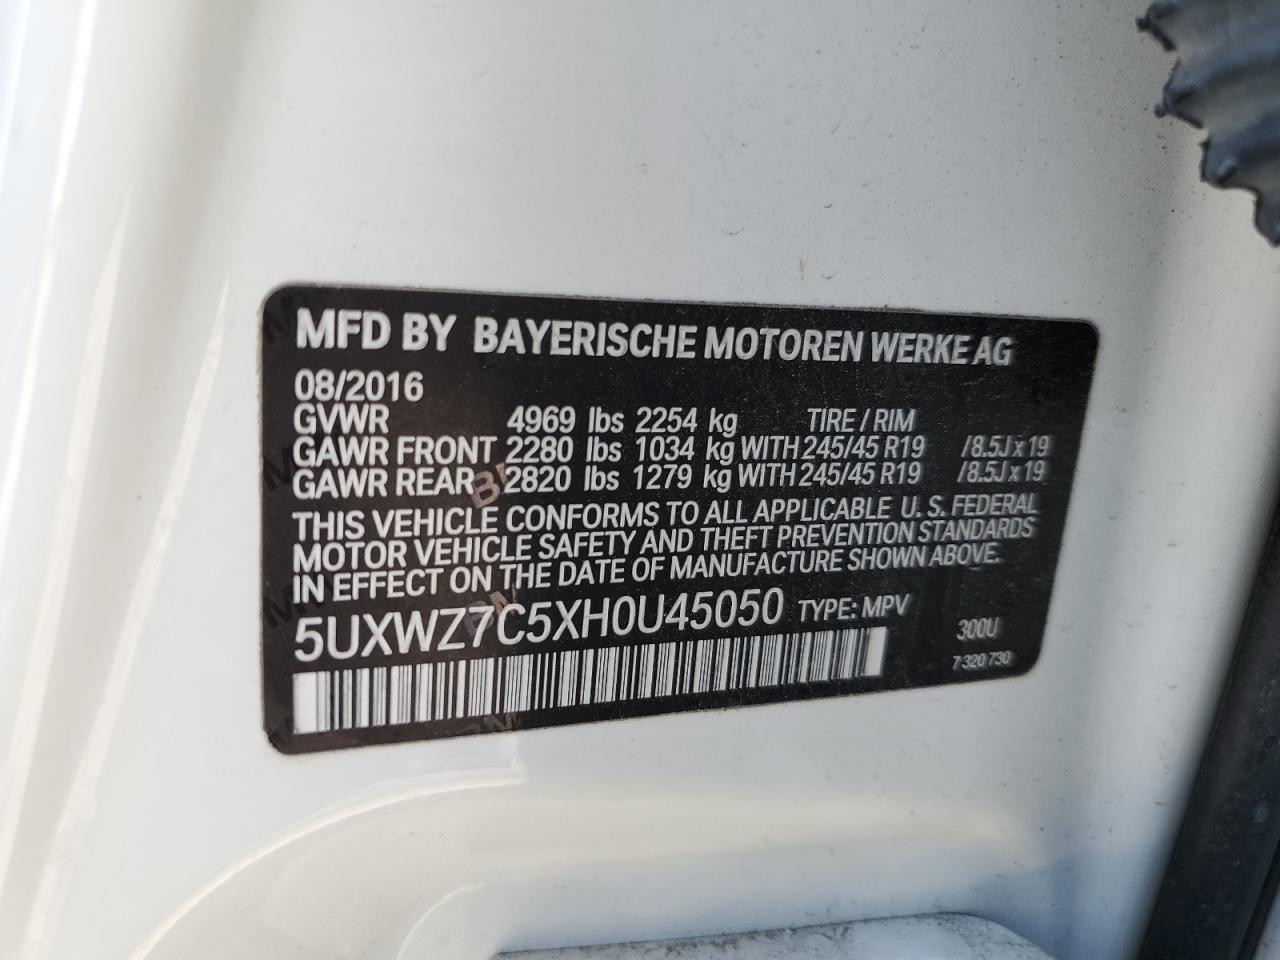 MFD BY BAYERISCHE MOTOREN WERKE AG
08/2016
GVWR 4969 lbs 2254 kg TIRE / RIM
GAWR FRONT 2280 lbs 1034 kg WITH 245/45 R19 /8.5J x 19
GAWR REAR 2820 lbs 1279 kg WITH 245/45 R19 /8.5J x 19
THIS VEHICLE CONFORMS TO ALL APPLICABLE U. S. FEDERAL
MOTOR VEHICLE SAFETY AND THEFT PREVENTION STANDARDS
IN EFFECT ON THE DATE OF MANUFACTURE SHOWN ABOVE.
5UXWZ7C5XH0U45050 TYPE: MPV
300U
7 320 730